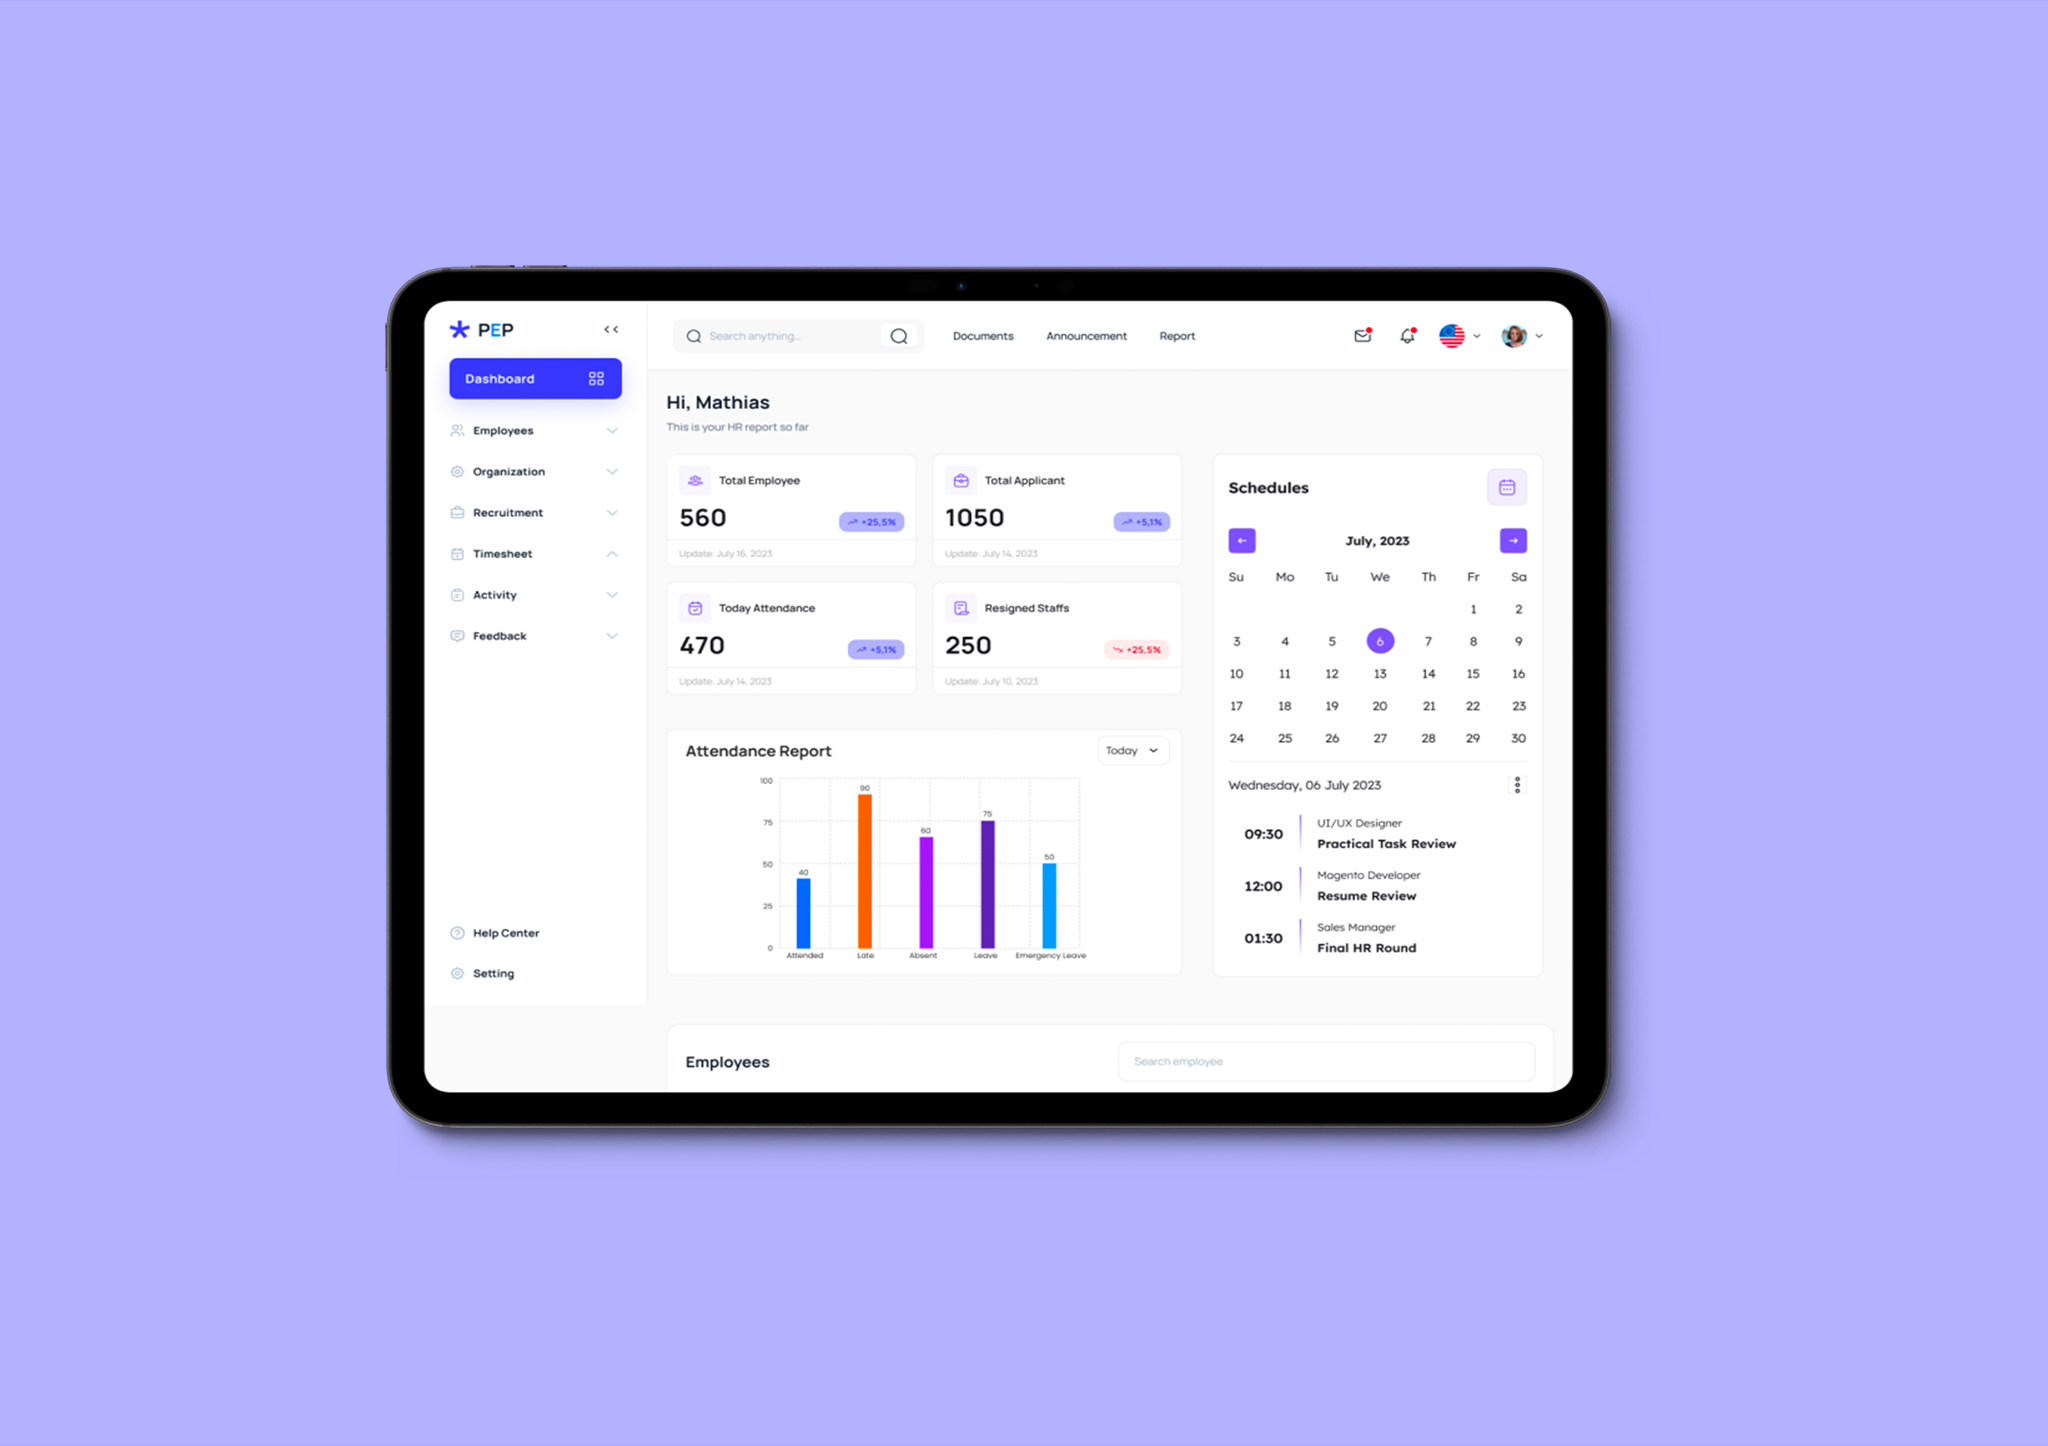 PEP
<<
Dashboard
Employees
Organization
Recruitment
Timesheet
Activity
Feedback
Help Center
Setting
Search anything...
Documents
Announcement
Report
Hi, Mathias
This is your HR report so far
Total Employee
560
+25,5%
Update: July 16, 2023
Total Applicant
1050
+5,1%
Update: July 14, 2023
Today Attendance
470
+5,1%
Update: July 14, 2023
Resigned Staffs
250
+25,5%
Update: July 10, 2023
Attendance Report
Today
100
75
50
25
0
40
90
60
75
50
Attended Late Absent Leave Emergency Leave
Schedules
July, 2023
Su Mo Tu We Th Fr Sa
1 2
3 4 5 6 7 8 9
10 11 12 13 14 15 16
17 18 19 20 21 22 23
24 25 26 27 28 29 30
Wednesday, 06 July 2023
09:30
UI/UX Designer
Practical Task Review
12:00
Magento Developer
Resume Review
01:30
Sales Manager
Final HR Round
Employees
Search employee